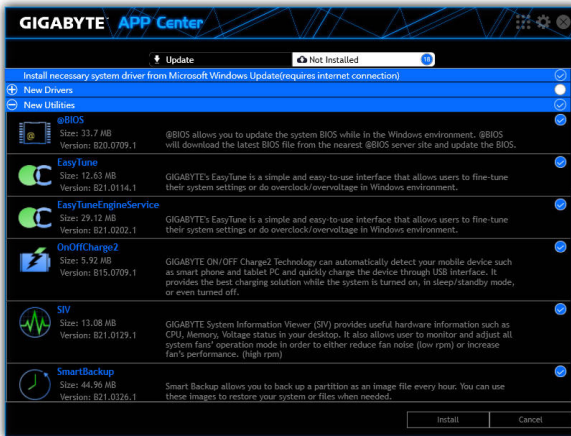 GIGABYTE™ APP Center
Update
Not Installed
18
Install necessary system driver from Microsoft Windows Update(requires internet connection)
New Drivers
New Utilities
@BIOS
Size: 33.7 MB
Version: B20.0709.1
@BIOS allows you to update the system BIOS while in the Windows environment. @BIOS
will download the latest BIOS file from the nearest @BIOS server site and update the BIOS.
EasyTune
Size: 12.63 MB
Version: B21.0114.1
GIGABYTE's EasyTune is a simple and easy-to-use interface that allows users to fine-tune
their system settings or do overclock/overvoltage in Windows environment.
EasyTuneEngineService
Size: 29.12 MB
Version: B21.0202.1
GIGABYTE's EasyTune is a simple and easy-to-use interface that allows users to fine-tune
their system settings or do overclock/overvoltage in Windows environment.
OnOffCharge2
Size: 5.92 MB
Version: B15.0709.1
GIGABYTE ON/OFF Charge2 Technology can automatically detect your mobile device such
as smart phone and tablet PC and quickly charge the device through USB interface. It
provides the best charging solution while the system is turned on, in sleep/standby mode,
or even turned off.
SIV
Size: 13.08 MB
Version: B21.0129.1
GIGABYTE System Information Viewer (SIV) provides useful hardware information such as
CPU, Memory, Voltage status in your desktop. It also allows user to monitor and adjust all
system fans' operation mode in order to either reduce fan noise (low rpm) or increase
fan's performance. (high rpm)
SmartBackup
Size: 44.96 MB
Version: B21.0326.1
Smart Backup allows you to back up a partition as an image file every hour. You can use
these images to restore your system or files when needed.
Install
Cancel